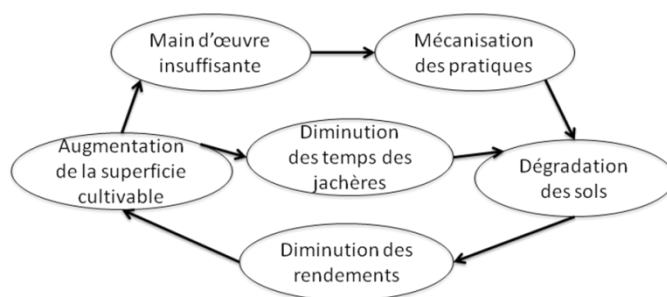 Main d’œuvre
insuffisante
Mécanisation
des pratiques
Augmentation
de la superficie
cultivable
Diminution
des temps des
jachères
Dégradation
des sols
Diminution des
rendements